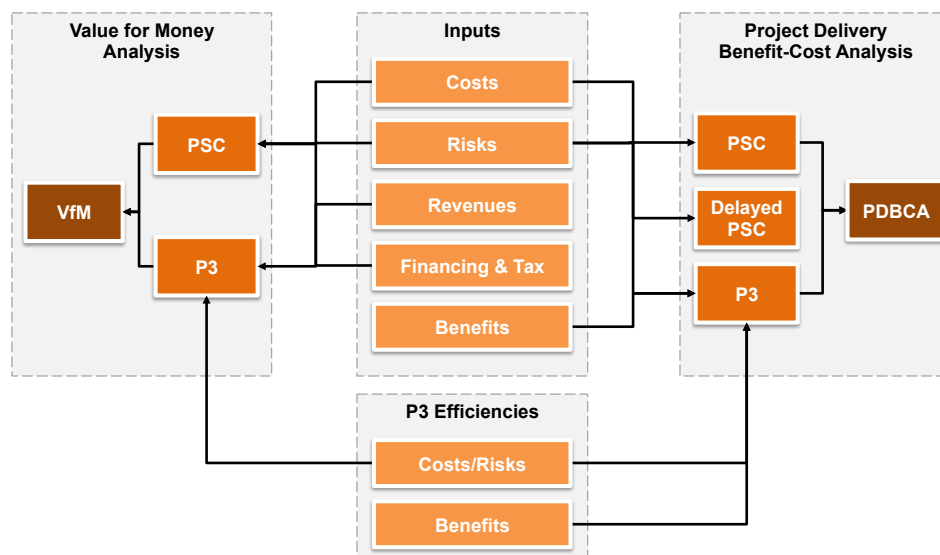 Value for Money
Analysis
PSC
VfM
P3
Inputs
Costs
Risks
Revenues
Financing & Tax
Benefits
Project Delivery
Benefit-Cost Analysis
PSC
Delayed
PSC
PDBCA
P3
P3 Efficiencies
Costs/Risks
Benefits